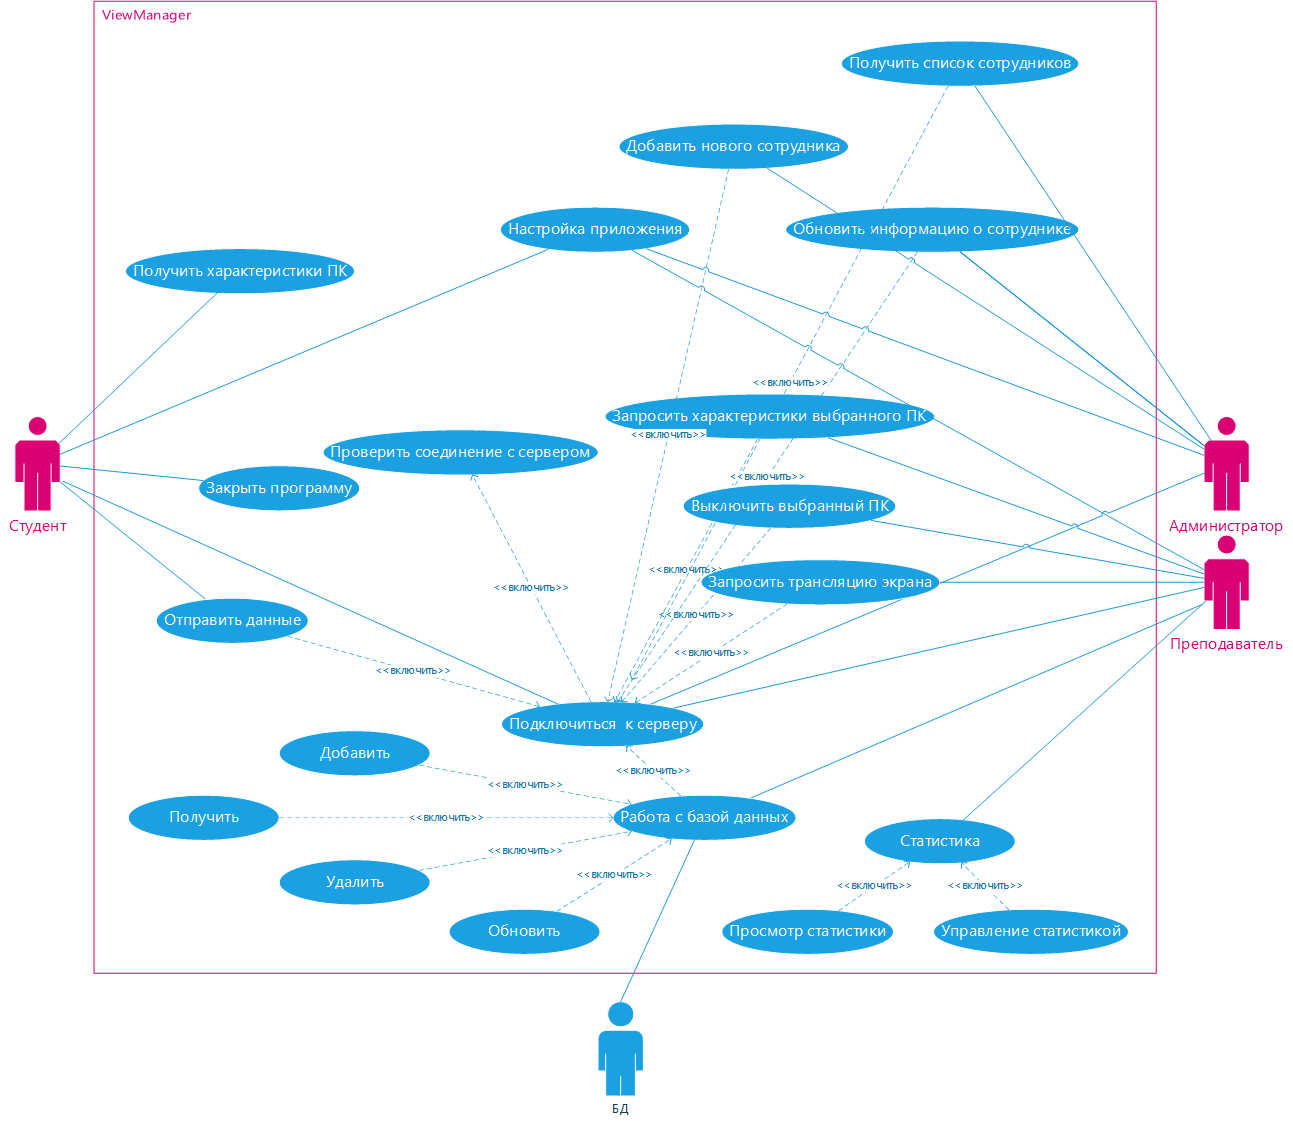 ViewManager
Получить список сотрудников
Добавить нового сотрудника
Настройка приложения
Обновить информацию о сотруднике
Получить характеристики ПК
<<включить>>
Запросить характеристики выбранного ПК
<<включить>>
Проверить соединение с сервером
<<включить>>
Закрыть программу
Выключить выбранный ПК
Студент
Администратор
<<включить>>
Запросить трансляцию экрана
<<включить>>
<<включить>>
Отправить данные
Преподаватель
<<включить>>
<<включить>>
Подключиться к серверу
Добавить
<<включить>>
<<включить>>
Получить
<<включить>>
Работа с базой данных
Статистика
<<включить>>
Удалить
<<включить>>
<<включить>>
<<включить>>
Обновить
Просмотр статистики
Управление статистикой
БД